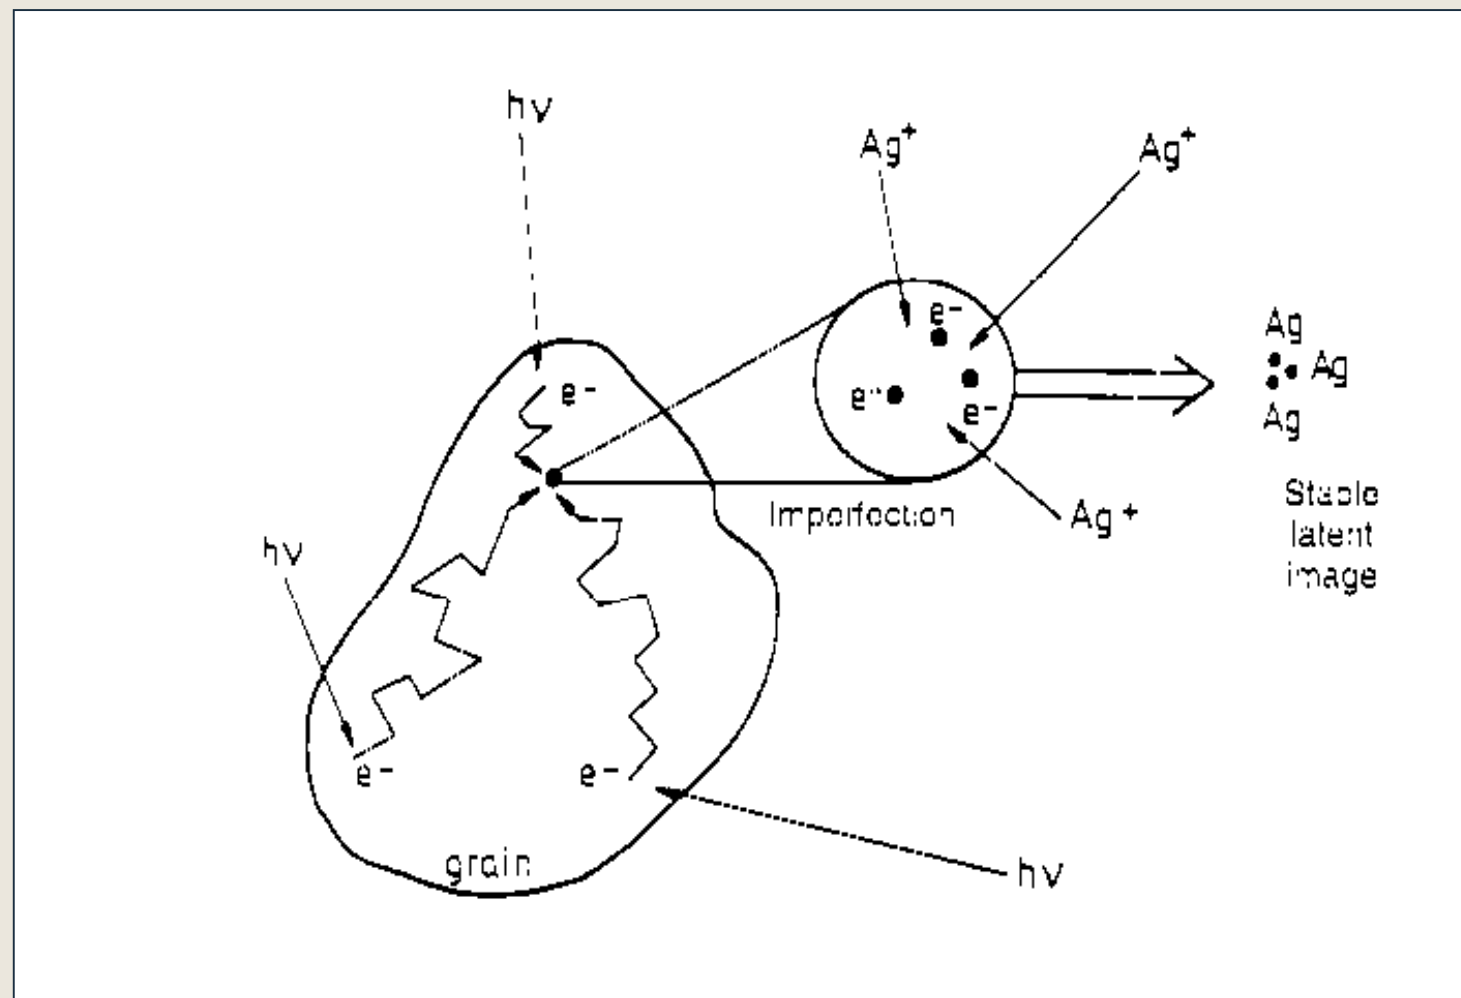 hν
Ag⁺
Ag⁺
e-
Ag
Ag
Ag
e-
e-
e-
e-
Imperfection
Ag⁺
Stable
latent
image
hν
e-
e-
grain
hν